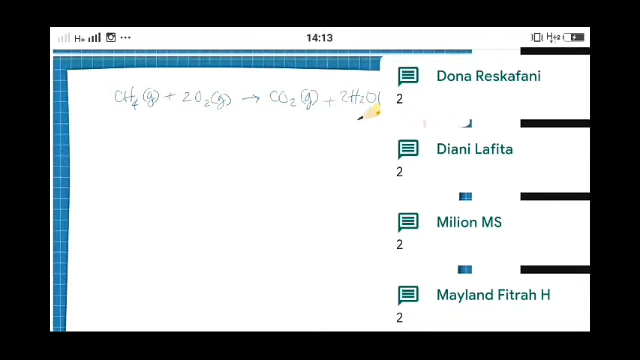 H+ 14:13
CH4(g) + 2O2(g) → CO2(g) + 2H2O(
Dona Reskafani
2
Diani Lafita
2
Milion MS
2
Mayland Fitrah H
2